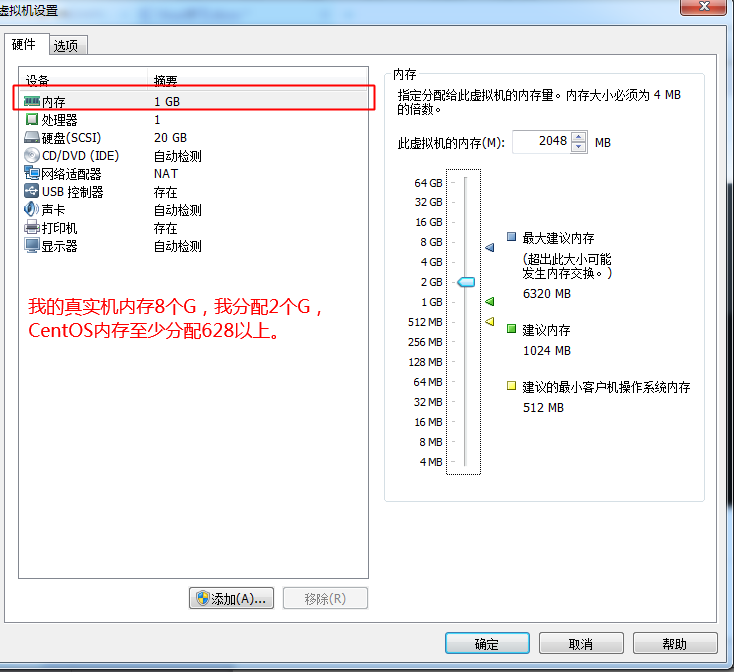 虚拟机设置
硬件 选项
设备 摘要
内存 1 GB
处理器 1
硬盘(SCSI) 20 GB
CD/DVD (IDE) 自动检测
网络适配器 NAT
USB 控制器 存在
声卡 自动检测
打印机 存在
显示器 自动检测
我的真实机内存8个G，我分配2个G，
CentOS内存至少分配628以上。
添加(A)... 移除(R)
内存
指定分配给此虚拟机的内存量。内存大小必须为 4 MB
的倍数。
此虚拟机的内存(M): 2048 MB
64 GB
32 GB
16 GB
8 GB
4 GB
2 GB
1 GB
512 MB
256 MB
128 MB
64 MB
32 MB
16 MB
8 MB
4 MB
最大建议内存
(超出此大小可能
发生内存交换。)
6320 MB
建议内存
1024 MB
建议的最小客户机操作系统内存
512 MB
确定 取消 帮助